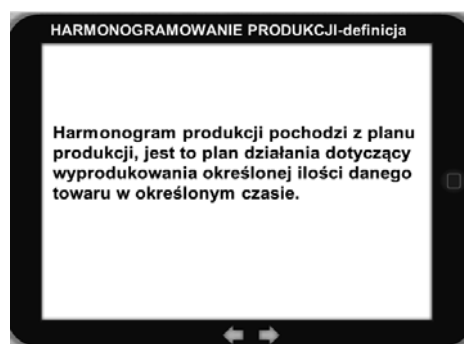 HARMONOGRAMOWANIE PRODUKCJI-definicja
Harmonogram produkcji pochodzi z planu
produkcji, jest to plan działania dotyczący
wyprodukowania określonej ilości danego
towaru w określonym czasie.